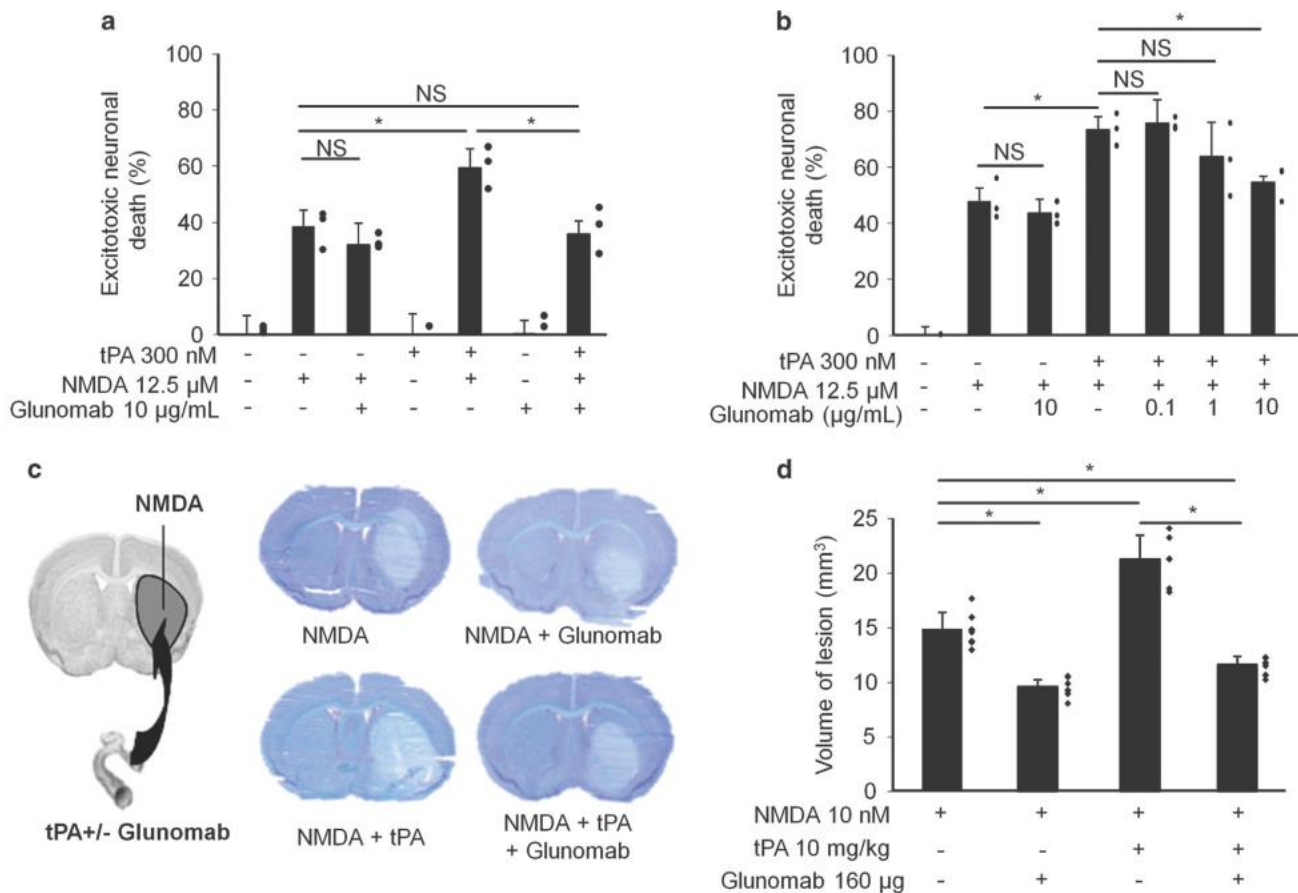 a
100
80
60
40
20
0
Excitotoxic neuronal
death (%)
NS
*
*
NS
tPA 300 nM - - - + + - +
NMDA 12.5 µM - + + - + - +
Glunomab 10 µg/mL - - + - - + +
b
100
80
60
40
20
0
Excitotoxic neuronal
death (%)
*
NS
NS
*
NS
tPA 300 nM - - - + + + +
NMDA 12.5 µM - + + + + + +
Glunomab (µg/mL) - - 10 - 0.1 1 10
c
NMDA
tPA+/- Glunomab
NMDA
NMDA + Glunomab
NMDA + tPA
NMDA + tPA
+ Glunomab
d
25
20
15
10
5
0
Volume of lesion (mm³)
*
*
*
*
NMDA 10 nM + + + +
tPA 10 mg/kg - - + +
Glunomab 160 µg - + - +